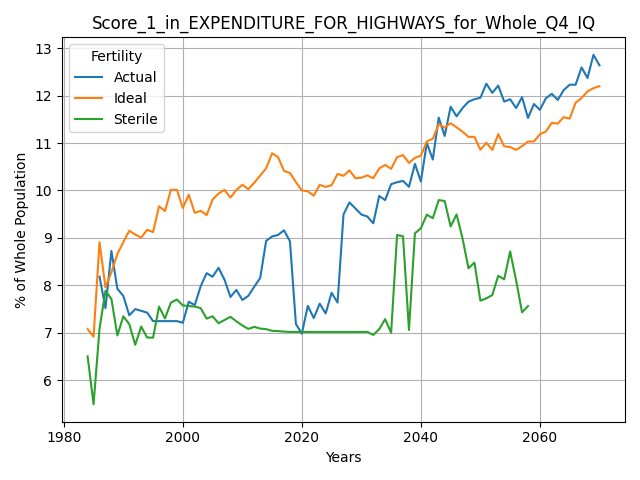 Score_1_in_EXPENDITURE_FOR_HIGHWAYS_for_Whole_Q4_IQ
Fertility
Actual
Ideal
Sterile
% of Whole Population
13
12
11
10
9
8
7
6
1980
2000
2020
2040
2060
Years